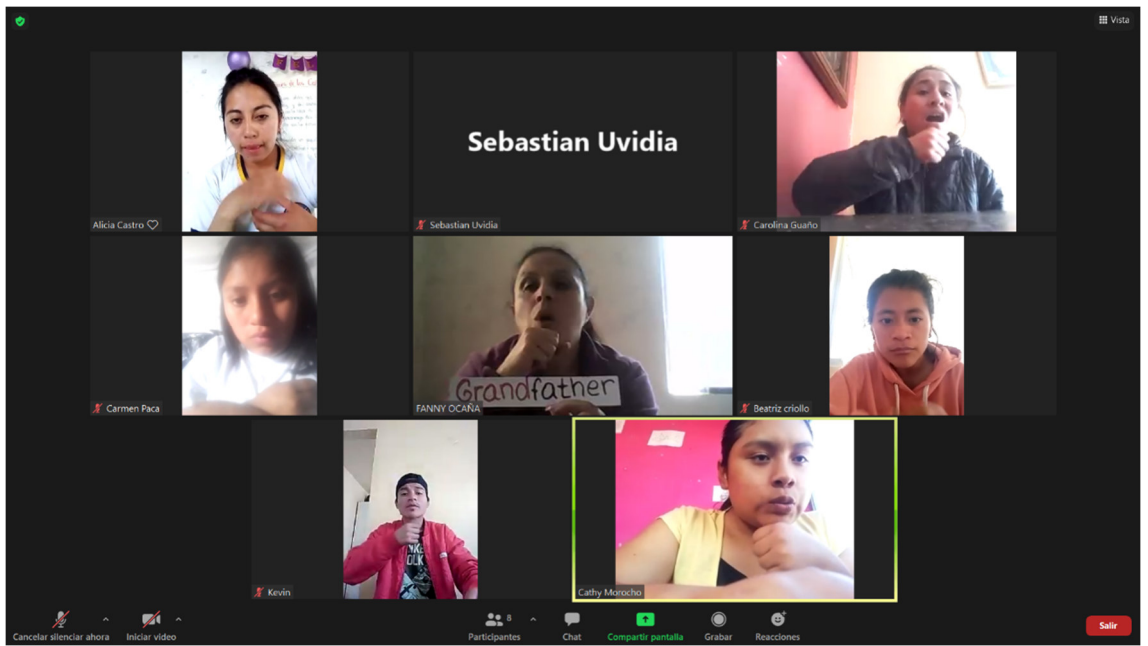 Vista
Alicia Castro
Sebastian Uvidia
Sebastian Uvidia
Carolina Guaño
Carmen Paca
Grandfather
FANNY OCAÑA
Beatriz criollo
Kevin
Cathy Morocho
Cancelar silenciar ahora
Iniciar video
Participantes
8
Chat
Compartir pantalla
Grabar
Reacciones
Salir